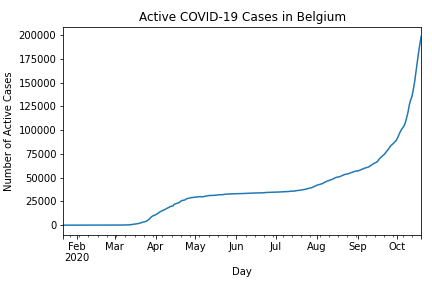 Active COVID-19 Cases in Belgium
200000
175000
150000
125000
100000
75000
50000
25000
0
Number of Active Cases
Feb Mar Apr May Jun Jul Aug Sep Oct
2020
Day